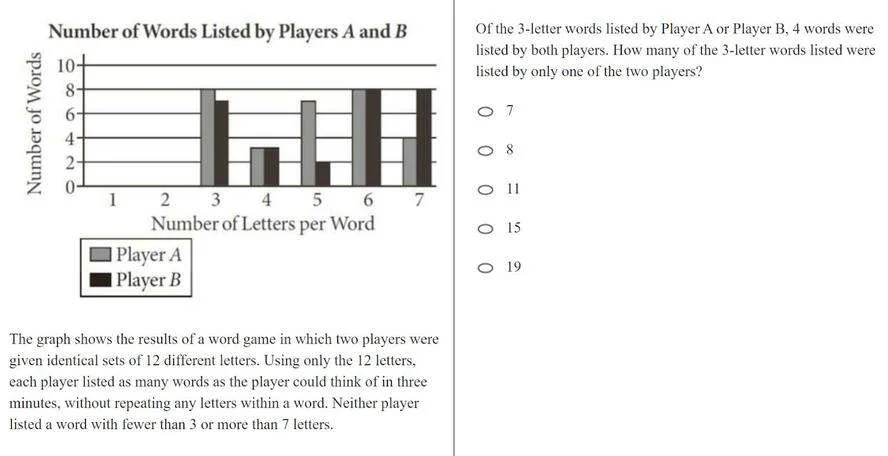 Number of Words Listed by Players A and B
Number of Words
10
8
6
4
2
0
1 2 3 4 5 6 7
Number of Letters per Word
Player A
Player B
The graph shows the results of a word game in which two players were
given identical sets of 12 different letters. Using only the 12 letters,
each player listed as many words as the player could think of in three
minutes, without repeating any letters within a word. Neither player
listed a word with fewer than 3 or more than 7 letters.
Of the 3-letter words listed by Player A or Player B, 4 words were
listed by both players. How many of the 3-letter words listed were
listed by only one of the two players?
7
8
11
15
19